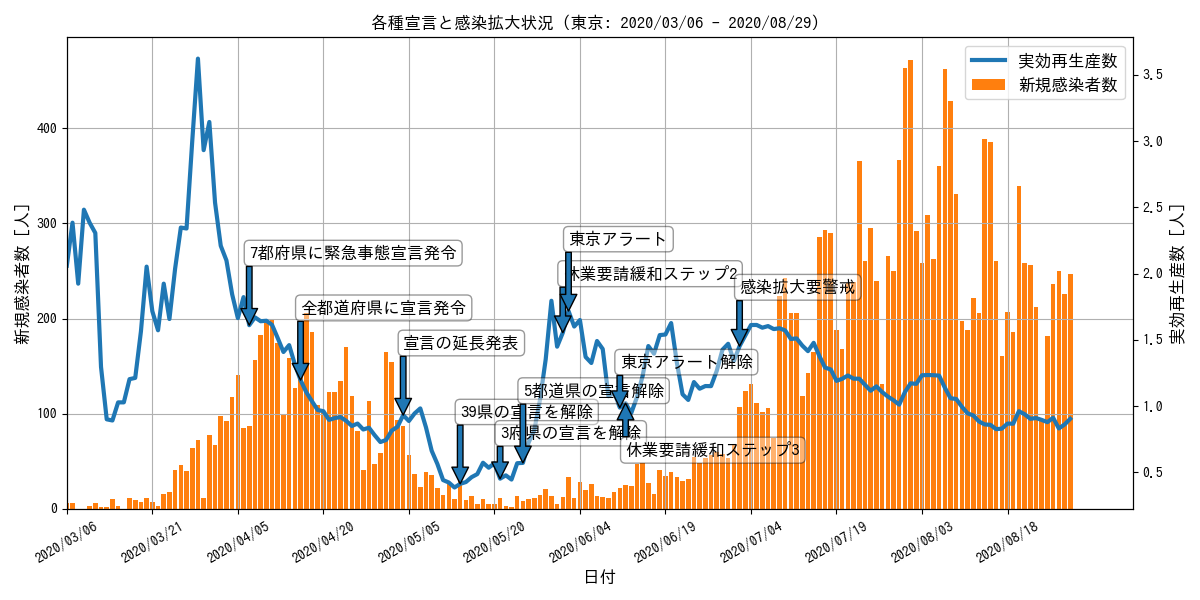 各種宣言と感染拡大状況 (東京: 2020/03/06 - 2020/08/29)
実効再生産数
新規感染者数
新規感染者数 [人]
400
300
200
100
0
3.5
3.0
2.5
2.0
1.5
1.0
0.5
実効再生産数 [人]
東京アラート
7都府県に緊急事態宣言発令
休業要請緩和ステップ2
感染拡大要警戒
全都道府県に宣言発令
宣言の延長発表
東京アラート解除
5都道県の宣言解除
39県の宣言を解除
3府県の宣言を解除
休業要請緩和ステップ3
2020/03/06
2020/03/21
2020/04/05
2020/04/20
2020/05/05
2020/05/20
2020/06/04
2020/06/19
2020/07/04
2020/07/19
2020/08/03
2020/08/18
日付